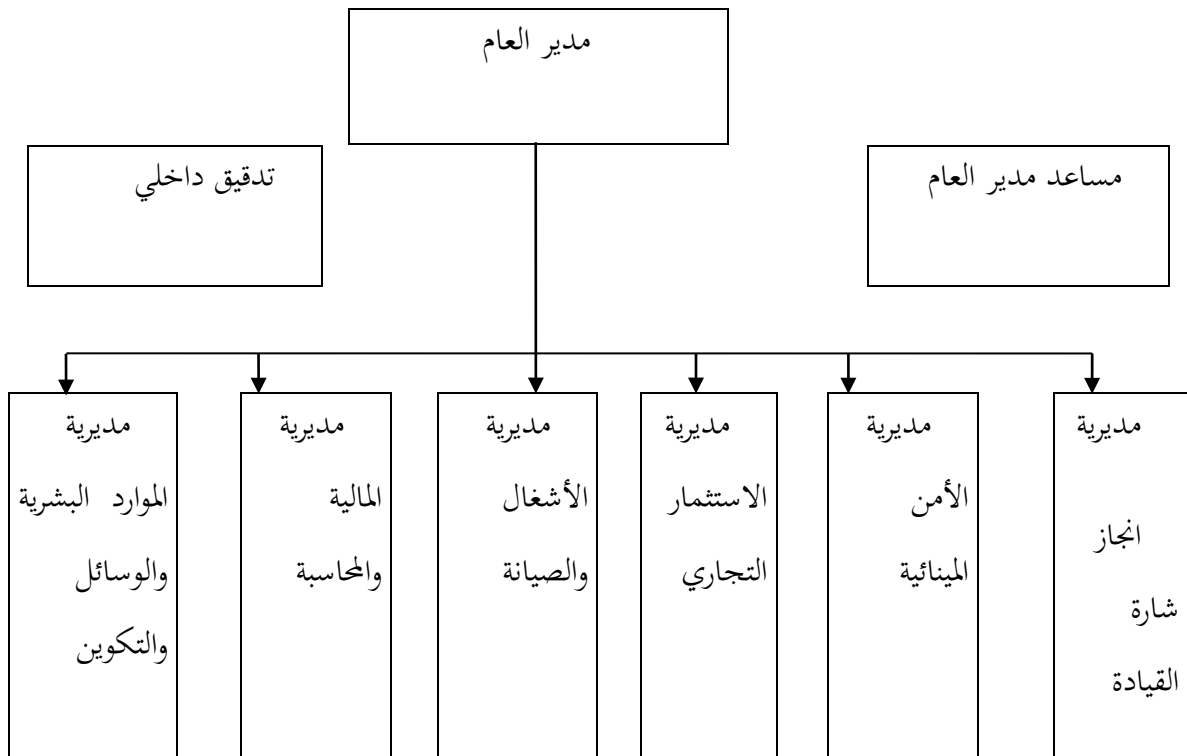 مدير العام
مساعد مدير العام
تدقيق داخلي
مديرية
انجاز
شارة
القيادة
مديرية
الأمن
المينائية
مديرية
الاستثمار
التجاري
مديرية
الأشغال
والصيانة
مديرية
المالية
والمحاسبة
مديرية
الموارد البشرية
والوسائل
والتكوين